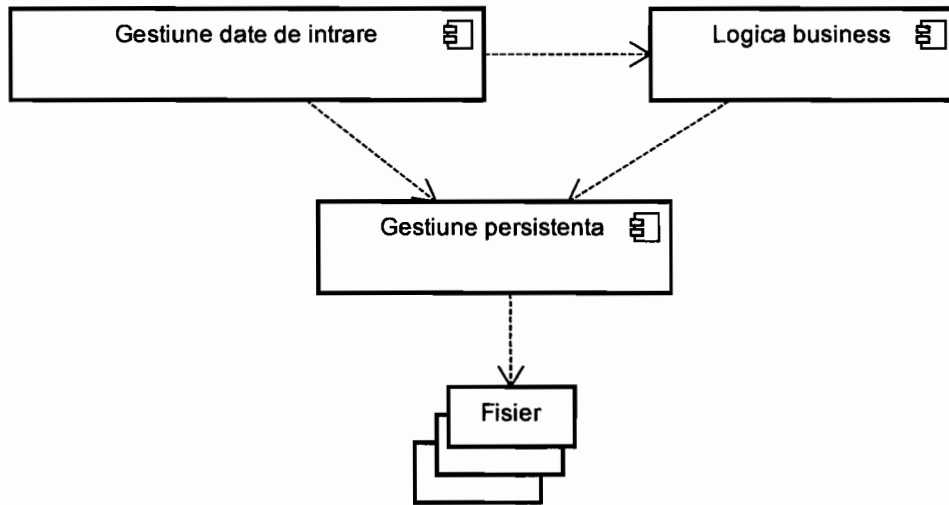 Gestiune date de intrare
Logica business
Gestiune persistenta
Fisier